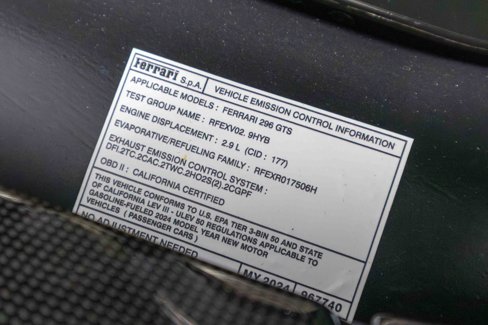 Ferrari S.p.A. VEHICLE EMISSION CONTROL INFORMATION
APPLICABLE MODELS : FERRARI 296 GTS
TEST GROUP NAME : RFEXV02. 9HYB
ENGINE DISPLACEMENT : 2.9 L (CID : 177)
EVAPORATIVE/REFUELING FAMILY : RFEXR017506H
EXHAUST EMISSION CONTROL SYSTEM :
DFI,2TC,2CAC,2TWC,2HO2S(2),2CGPF
OBD II : CALIFORNIA CERTIFIED
THIS VEHICLE CONFORMS TO U.S. EPA TIER 3-BIN 50 AND STATE
OF CALIFORNIA LEV III - ULEV 50 REGULATIONS APPLICABLE TO
GASOLINE-FUELED 2024 MODEL YEAR NEW MOTOR
VEHICLES (PASSENGER CARS)
NO ADJUSTMENT NEEDED
MY 2024 967740